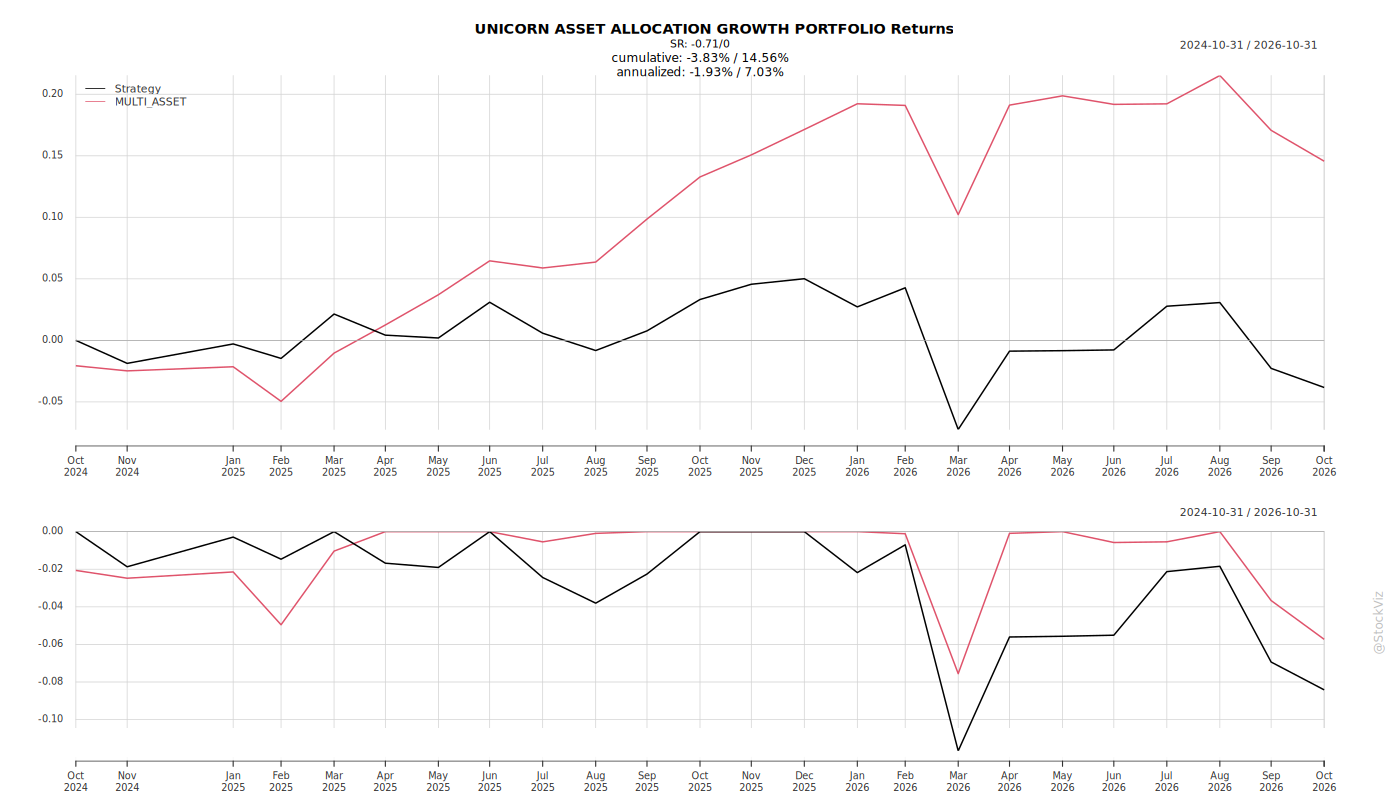 UNICORN ASSET ALLOCATION GROWTH PORTFOLIO Returns
SR: -0.71/0
cumulative: -3.83% / 14.56%
annualized: -1.93% / 7.03%
2024-10-31 / 2026-10-31
Strategy
MULTI_ASSET
0.20
0.15
0.10
0.05
0.00
-0.05
Oct Nov Jan Feb Mar Apr May Jun Jul Aug Sep Oct Nov Dec Jan Feb Mar Apr May Jun Jul Aug Sep Oct
2024 2024 2025 2025 2025 2025 2025 2025 2025 2025 2025 2025 2025 2025 2026 2026 2026 2026 2026 2026 2026 2026 2026 2026
2024-10-31 / 2026-10-31
0.00
-0.02
-0.04
-0.06
-0.08
-0.10
Oct Nov Jan Feb Mar Apr May Jun Jul Aug Sep Oct Nov Dec Jan Feb Mar Apr May Jun Jul Aug Sep Oct
2024 2024 2025 2025 2025 2025 2025 2025 2025 2025 2025 2025 2025 2025 2026 2026 2026 2026 2026 2026 2026 2026 2026 2026
@StockViz